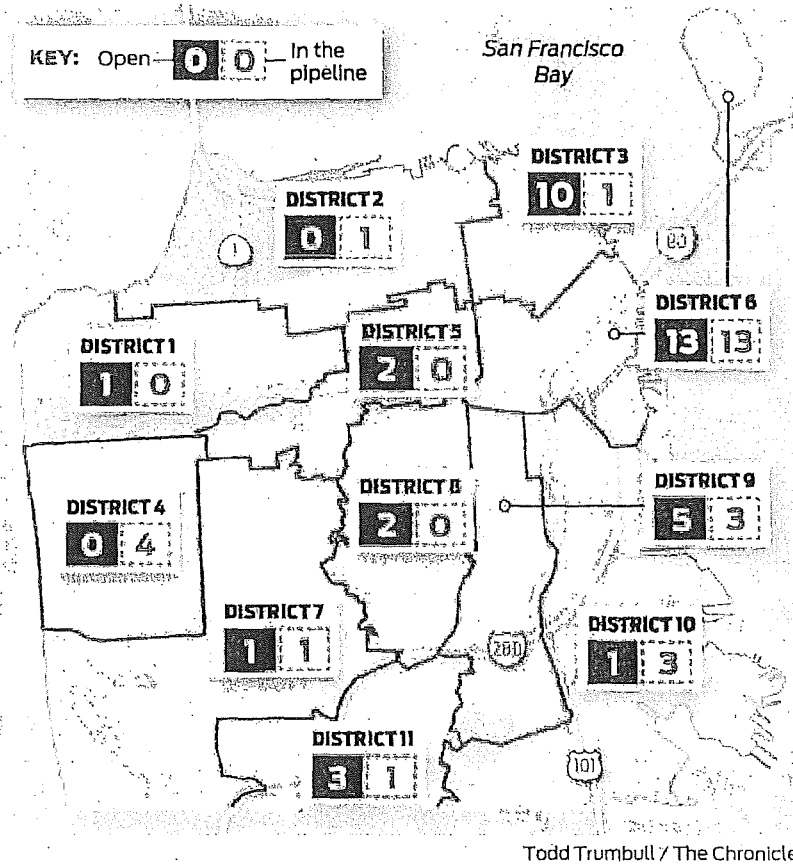 KEY: Open 0 0 In the
pipeline
San Francisco
Bay
DISTRICT 3
10 1
DISTRICT 2
0 1
1
80
DISTRICT 6
13 13
DISTRICT 1
1 0
DISTRICT 5
2 0
DISTRICT 4
0 4
DISTRICT 8
2 0
DISTRICT 9
5 3
DISTRICT 7
1 1
280
DISTRICT 10
1 3
DISTRICT 11
3 1
101
Todd Trumbull / The Chronicle